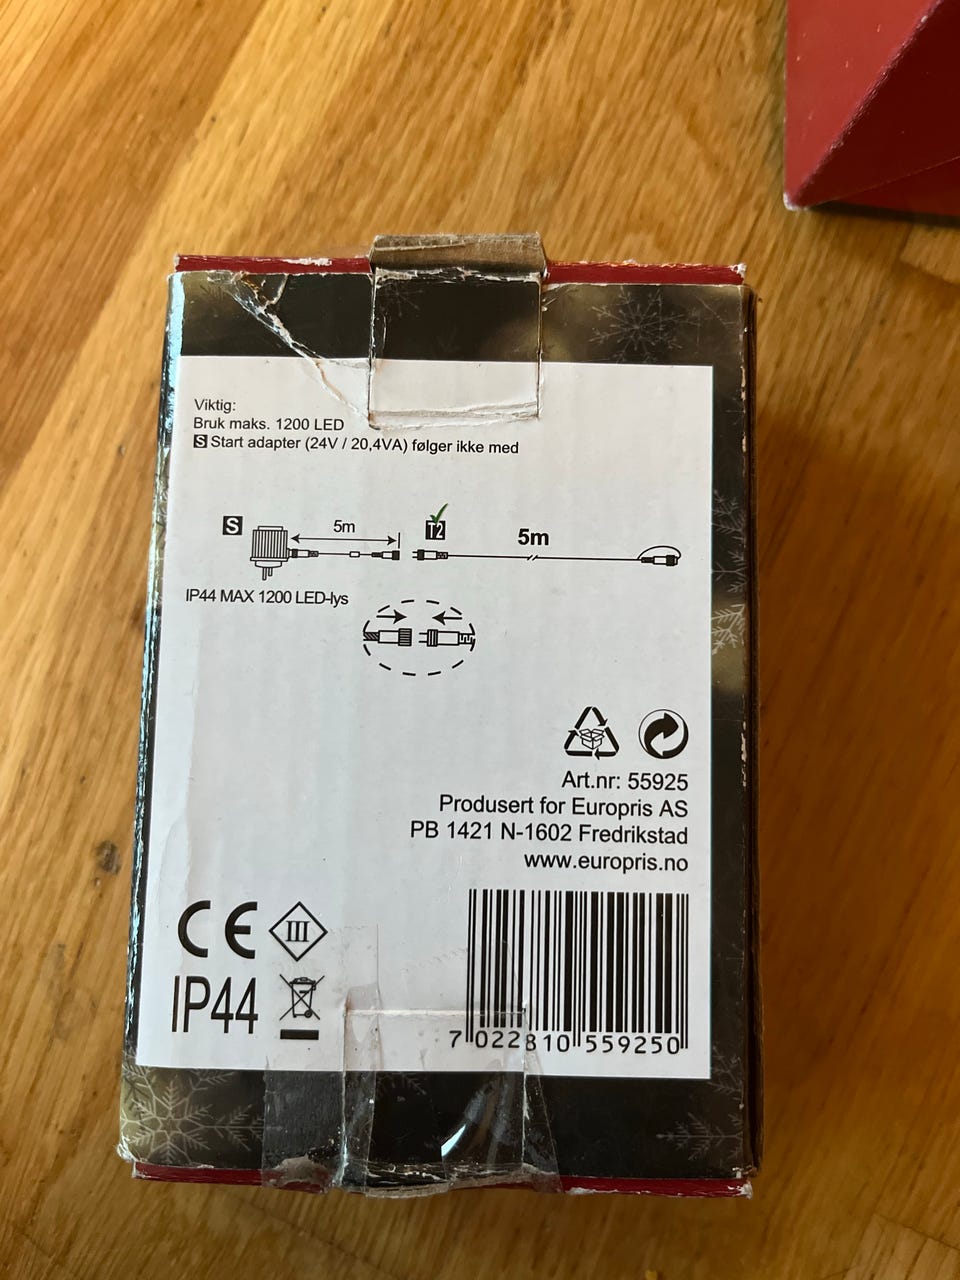 Viktig:
Bruk maks. 1200 LED
S Start adapter (24V / 20,4VA) følger ikke med
S
5m
T2
5m
IP44 MAX 1200 LED-lys
Art.nr: 55925
Produsert for Europris AS
PB 1421 N-1602 Fredrikstad
www.europris.no
CE III
IP44
7 022810 559250